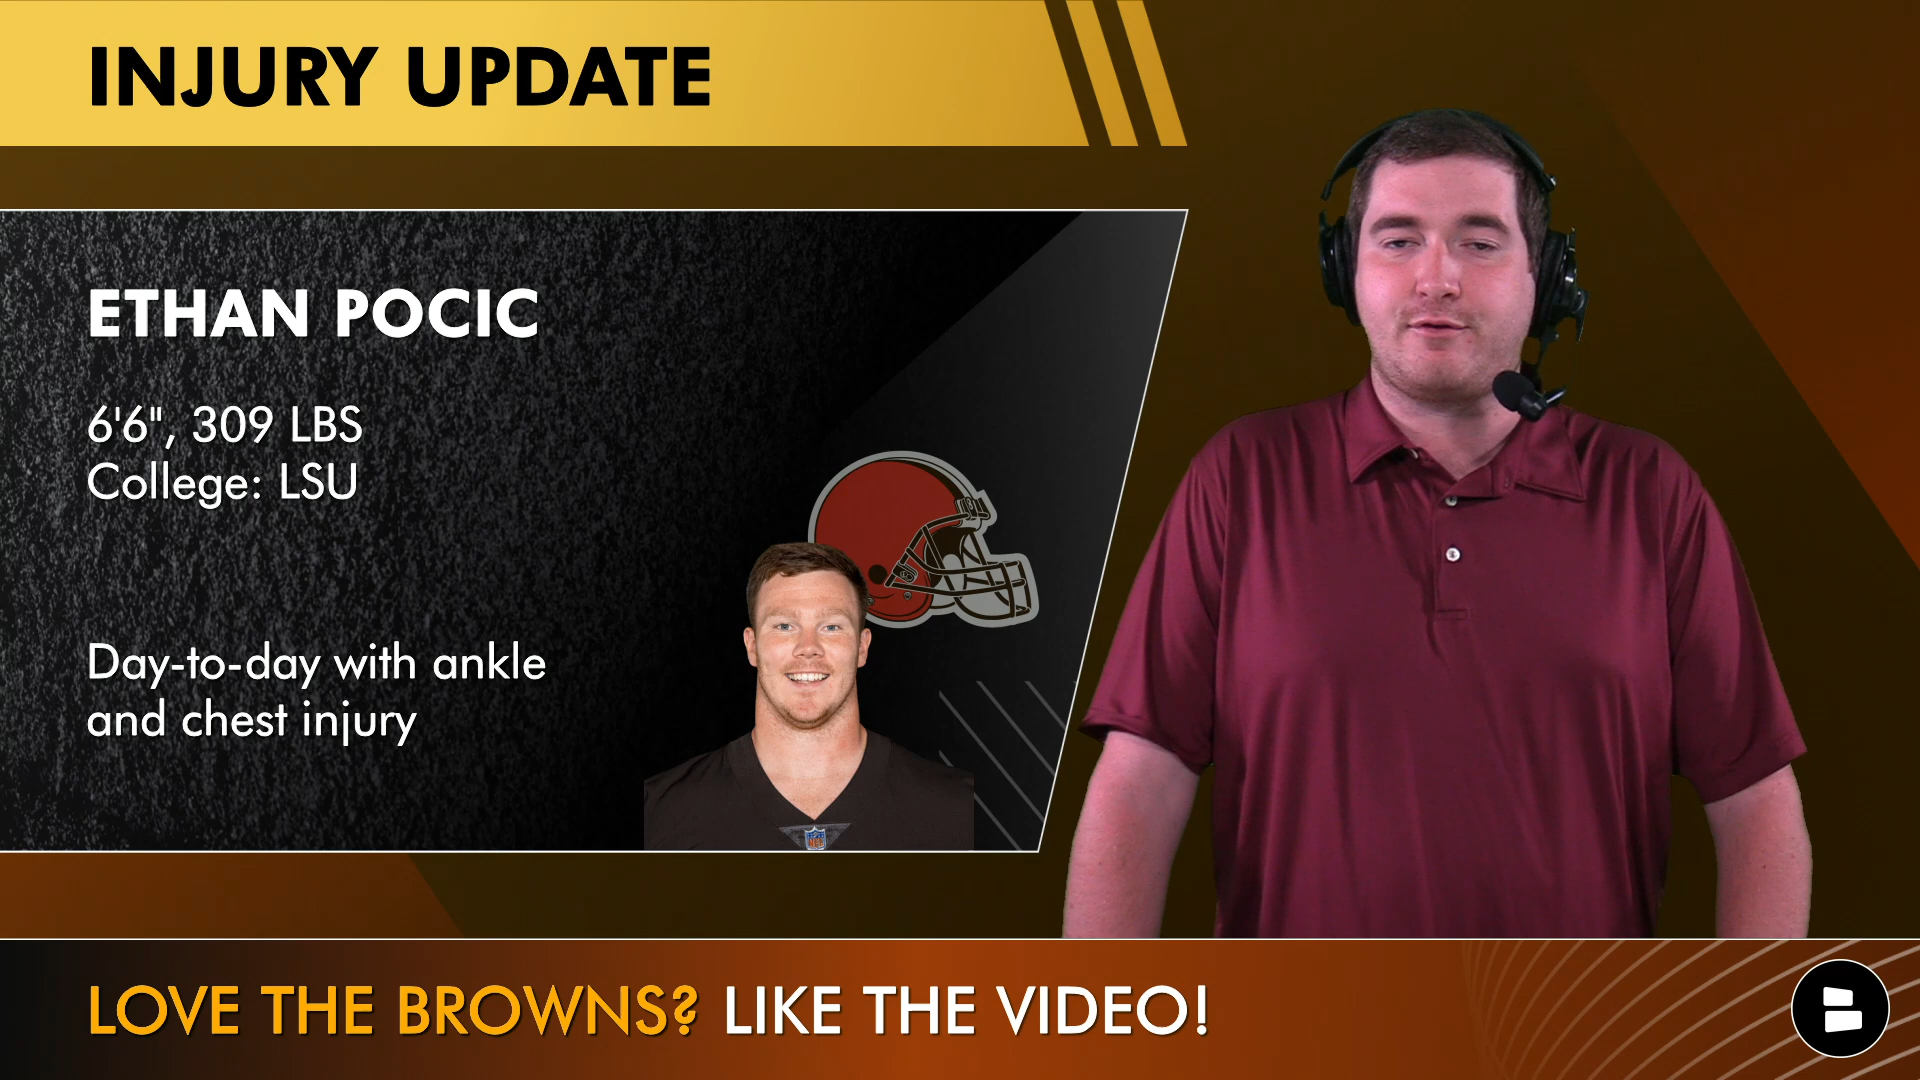 INJURY UPDATE
ETHAN POCIC
6'6", 309 LBS
College: LSU
Day-to-day with ankle
and chest injury
LOVE THE BROWNS? LIKE THE VIDEO!